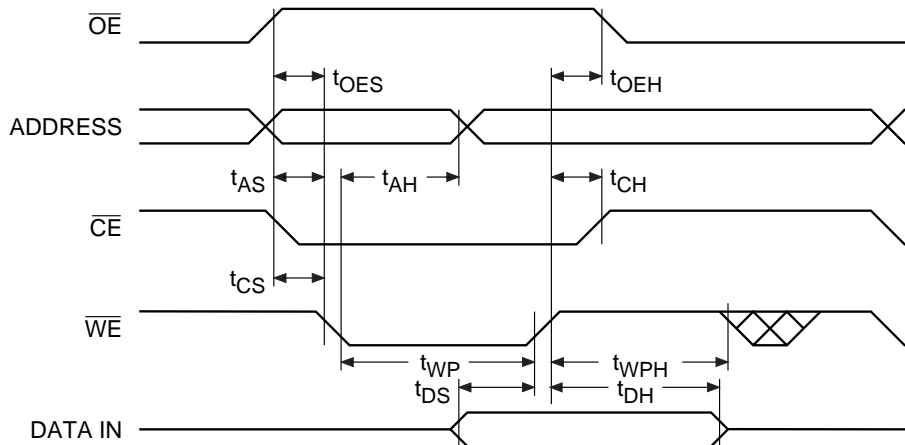 OE
tOES
tOEH
ADDRESS
tAS
tAH
tCH
CE
tCS
WE
tWP
tWPH
tDS
tDH
DATA IN